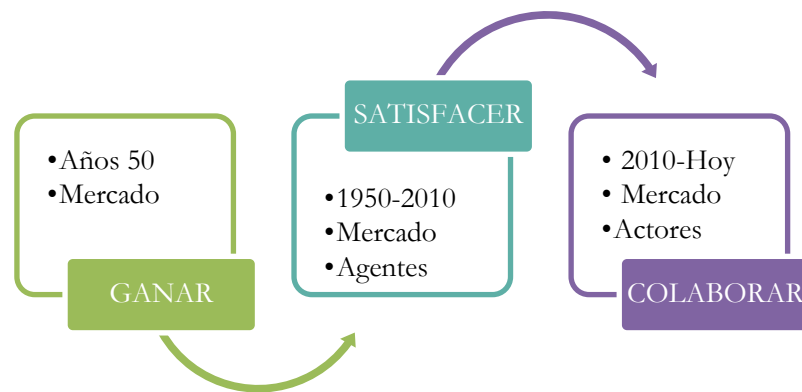 •Años 50
•Mercado
GANAR
SATISFACER
•1950-2010
•Mercado
•Agentes
• 2010-Hoy
• Mercado
•Actores
COLABORAR